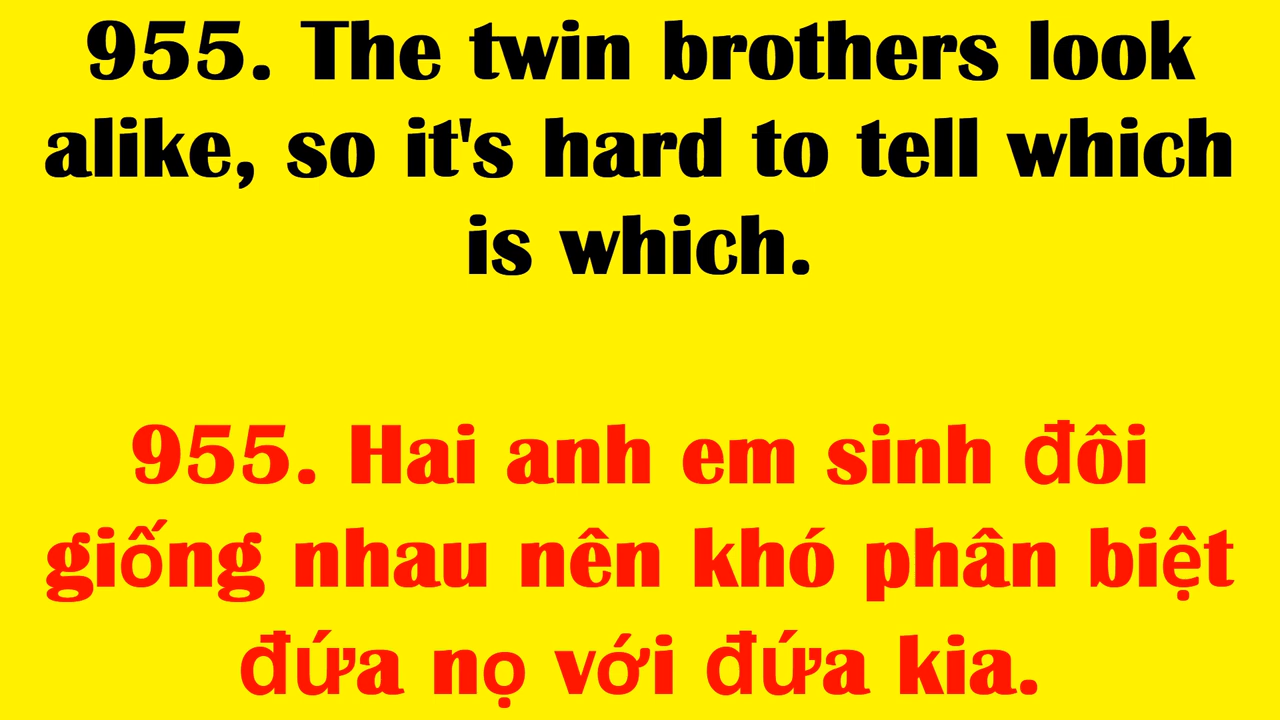 955. The twin brothers look
alike, so it's hard to tell which
is which.
955. Hai anh em sinh đôi
giống nhau nên khó phân biệt
đứa nọ với đứa kia.